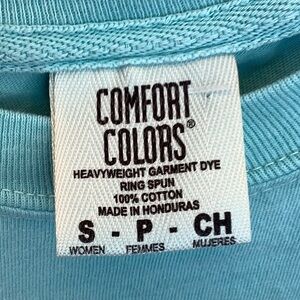 COMFORT
COLORS®
HEAVYWEIGHT GARMENT DYE
RING SPUN
100% COTTON
MADE IN HONDURAS
S - P - CH
WOMEN FEMMES MUJERES